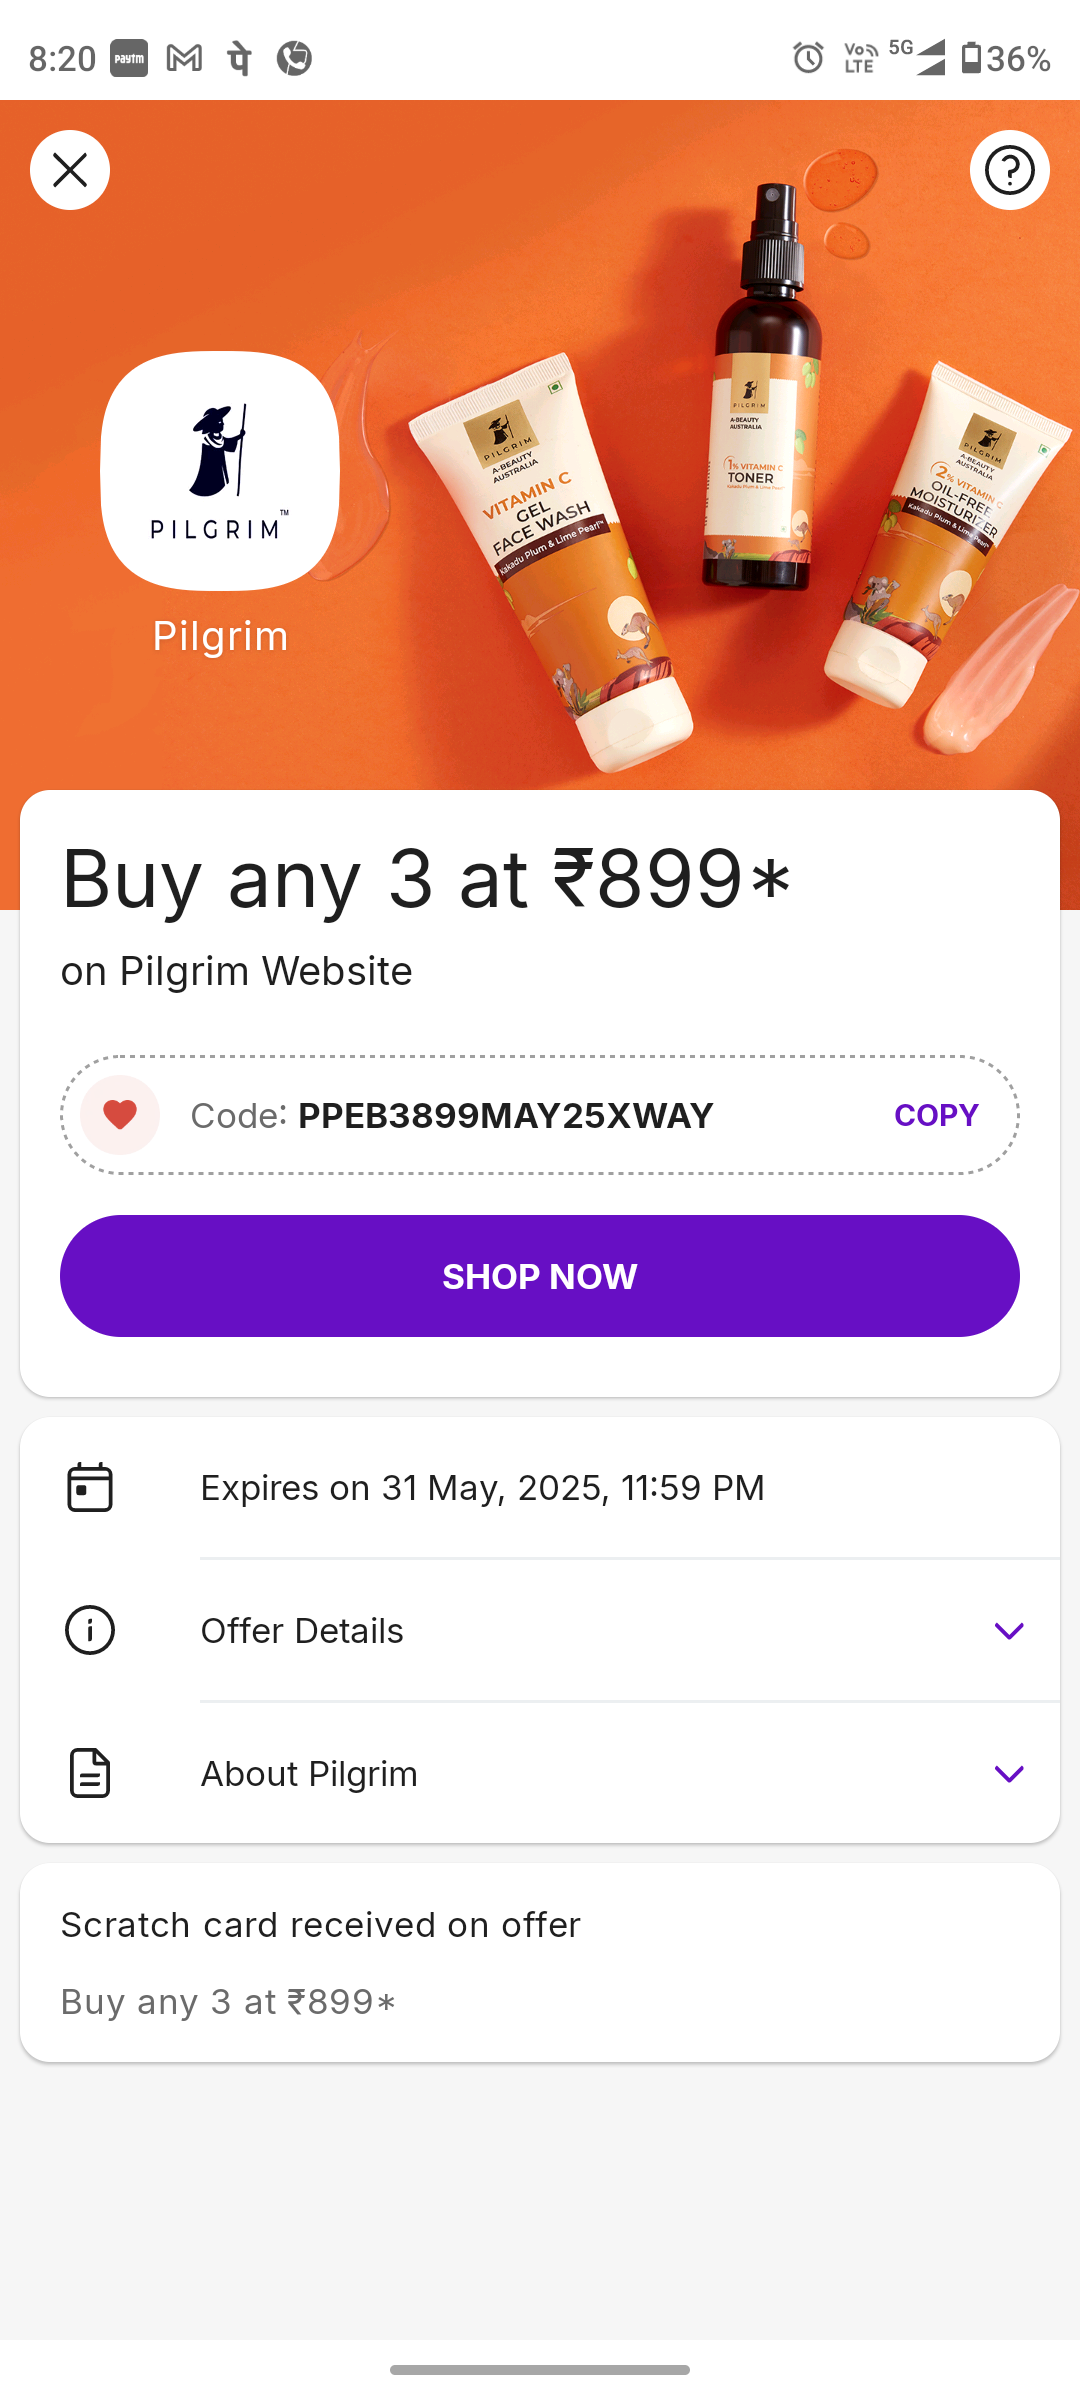 8:20 paytm पे Vo LTE 5G 36%
PILGRIM™
Pilgrim
PILGRIM
A-BEAUTY
AUSTRALIA
VITAMIN C
GEL
FACE WASH
Kakadu Plum & Lime Pearl™
PILGRIM
A-BEAUTY
AUSTRALIA
1% VITAMIN C
TONER
Kakadu Plum & Lime Pearl™
PILGRIM
A-BEAUTY
AUSTRALIA
2% VITAMIN C
OIL-FREE
MOISTURIZER
Kakadu Plum & Lime Pearl™
Buy any 3 at ₹899*
on Pilgrim Website
Code: PPEB3899MAY25XWAY COPY
SHOP NOW
Expires on 31 May, 2025, 11:59 PM
Offer Details
About Pilgrim
Scratch card received on offer
Buy any 3 at ₹899*